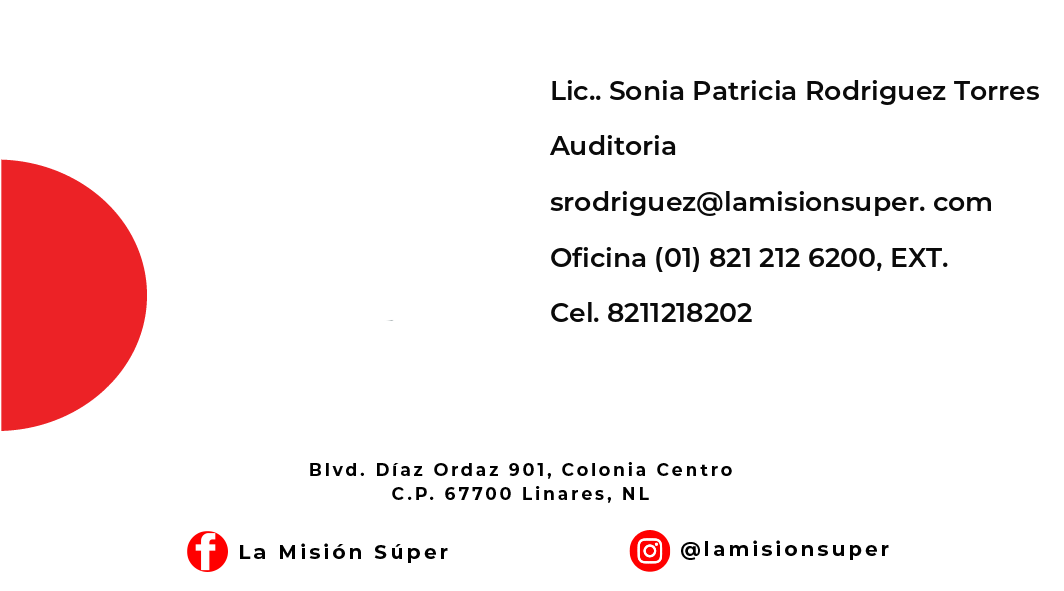 Lic.. Sonia Patricia Rodriguez Torres
Auditoria
srodriguez@lamisionsuper. com
Oficina (01) 821 212 6200, EXT.
Cel. 8211218202
Blvd. Díaz Ordaz 901, Colonia Centro
C.P. 67700 Linares, NL
La Misión Súper
@lamisionsuper